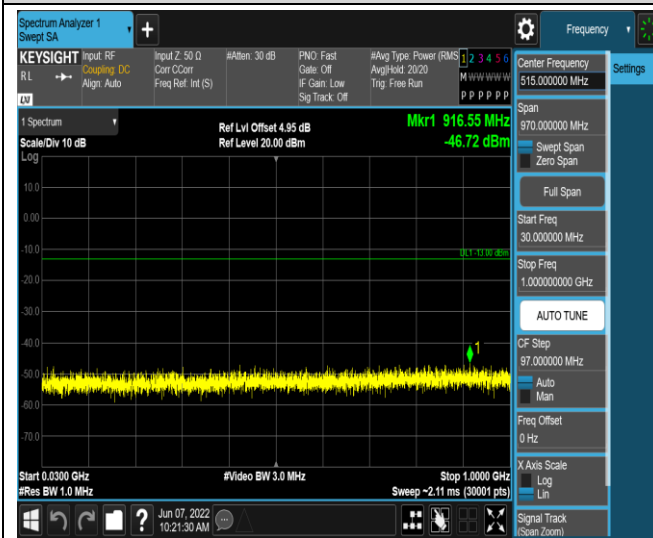 Spectrum Analyzer 1
Swept SA
Frequency
KEYSIGHT
RL
LXI
Input: RF
Coupling: DC
Align: Auto
Input Z: 50 Ω
Corr CCorr
Freq Ref: Int (S)
#Atten: 30 dB
PNO: Fast
Gate: Off
IF Gain: Low
Sig Track: Off
#Avg Type: Power (RMS
Avg|Hold: 20/20
Trig: Free Run
1 2 3 4 5 6
M W W W W W
P P P P P P
1 Spectrum
Scale/Div 10 dB
Ref Lvl Offset 4.95 dB
Ref Level 20.00 dBm
Mkr1 916.55 MHz
-46.72 dBm
Log
10.0
0.00
-10.0
DL1 -13.00 dBm
-20.0
-30.0
-40.0
1
-50.0
-60.0
-70.0
Start 0.0300 GHz
#Res BW 1.0 MHz
#Video BW 3.0 MHz
Stop 1.0000 GHz
Sweep ~2.11 ms (30001 pts)
Jun 07, 2022
10:21:30 AM
Center Frequency
515.000000 MHz
Settings
Span
970.000000 MHz
Swept Span
Zero Span
Full Span
Start Freq
30.000000 MHz
Stop Freq
1.000000000 GHz
AUTO TUNE
CF Step
97.000000 MHz
Auto
Man
Freq Offset
0 Hz
X Axis Scale
Log
Lin
Signal Track
(Span Zoom)